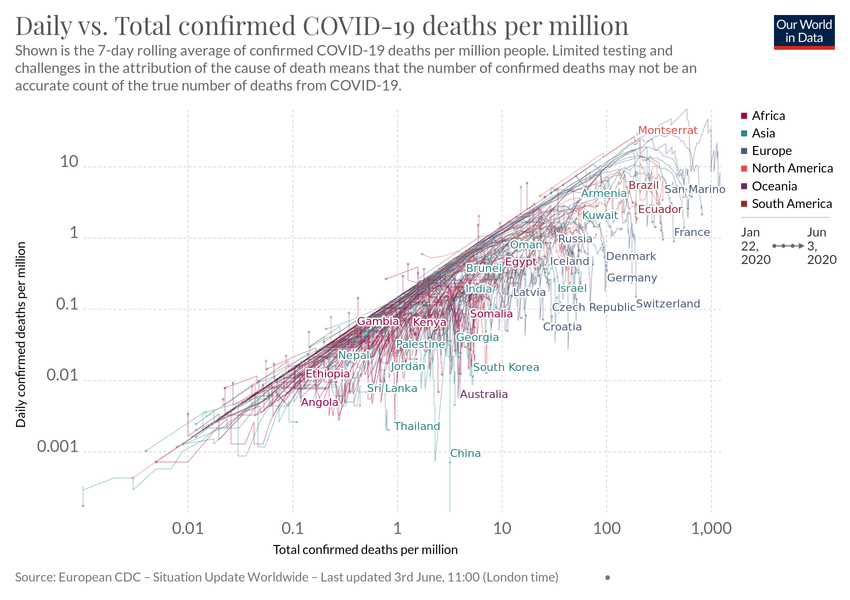 Daily vs. Total confirmed COVID-19 deaths per million
Our World
in Data
Shown is the 7-day rolling average of confirmed COVID-19 deaths per million people. Limited testing and
challenges in the attribution of the cause of death means that the number of confirmed deaths may not be an
accurate count of the true number of deaths from COVID-19.
Daily confirmed deaths per million
10
1
0.1
0.01
0.001
Montserrat
Brazil
San Marino
Armenia
Ecuador
Kuwait
France
Russia
Oman
Denmark
Egypt
Iceland
Brunei
Germany
India
Israel
Latvia
Switzerland
Czech Republic
Somalia
Gambia
Kenya
Croatia
Georgia
Palestine
Nepal
Jordan
South Korea
Ethiopia
Sri Lanka
Australia
Angola
Thailand
China
Africa
Asia
Europe
North America
Oceania
South America
Jan
22,
2020
Jun
3,
2020
0.01
0.1
1
10
100
1,000
Total confirmed deaths per million
Source: European CDC – Situation Update Worldwide – Last updated 3rd June, 11:00 (London time)